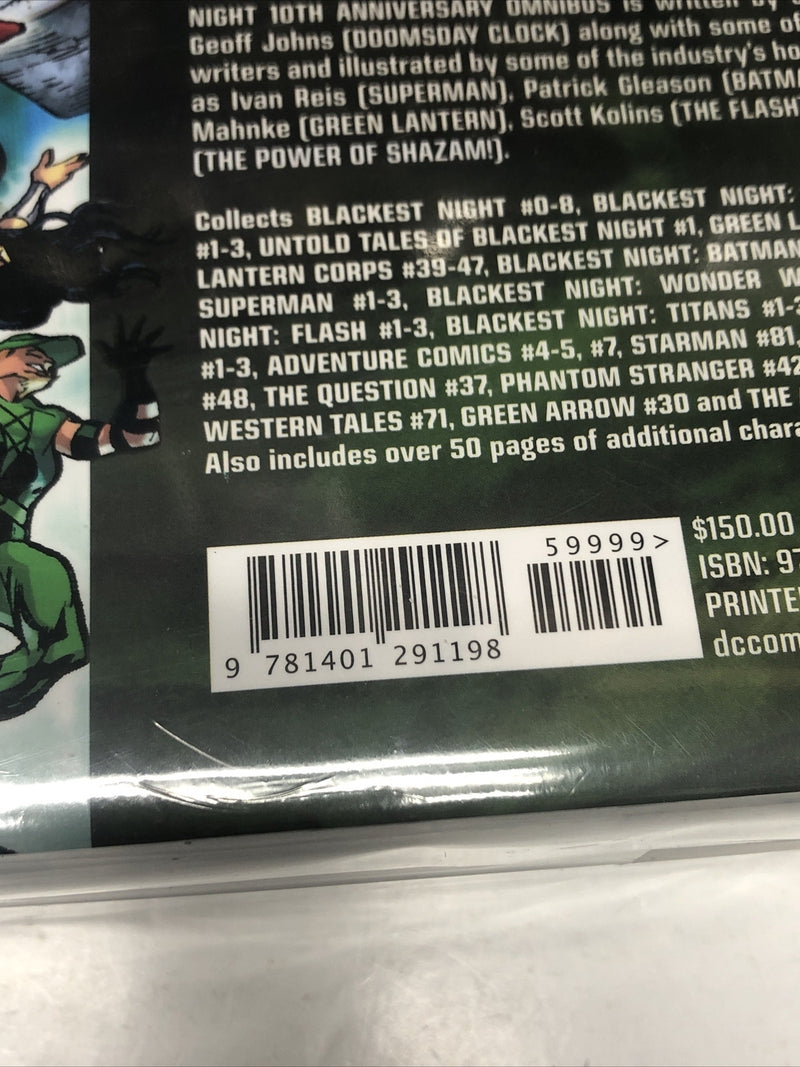 NIGHT 10TH ANNIVERSARY OMNIBUS is written by
Geoff Johns (DOOMSDAY CLOCK) along with some of
writers and illustrated by some of the industry's
as Ivan Reis (SUPERMAN), Patrick Gleason
Mahnke (GREEN LANTERN), Scott Kolins (THE FLASH
(THE POWER OF SHAZAM!).
Collects BLACKEST NIGHT #0-8, BLACKEST NIGHT:
#1-3, UNTOLD TALES OF BLACKEST NIGHT #1, GREEN
LANTERN CORPS #39-47, BLACKEST NIGHT: BATMAN
SUPERMAN #1-3, BLACKEST NIGHT: WONDER
NIGHT: FLASH #1-3, BLACKEST NIGHT: TITANS #1-3
#1-3, ADVENTURE COMICS #4-5, #7, STARMAN #81,
#48, THE QUESTION #37, PHANTOM STRANGER #42
WESTERN TALES #71, GREEN ARROW #30 and THE
Also includes over 50 pages of additional
59999>
9 781401 291198
$150.00
ISBN: 97
PRINTE
dccom